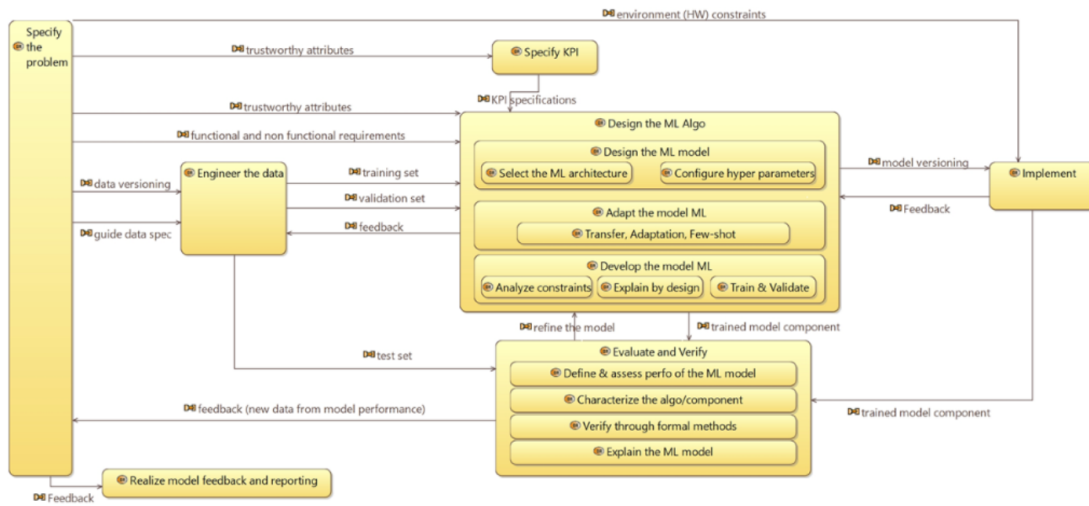 environment (HW) constraints
Specify
the
problem
trustworthy attributes
Specify KPI
KPI specifications
trustworthy attributes
Design the ML Algo
functional and non functional requirements
Design the ML model
Select the ML architecture
Configure hyper parameters
Engineer the data
training set
model versioning
Implement
data versioning
validation set
Feedback
Adapt the model ML
guide data spec
feedback
Transfer, Adaptation, Few-shot
Develop the model ML
Analyze constraints
Explain by design
Train & Validate
refine the model
trained model component
test set
Evaluate and Verify
Define & assess perfo of the ML model
Characterize the algo/component
feedback (new data from model performance)
trained model component
Verify through formal methods
Explain the ML model
Realize model feedback and reporting
Feedback